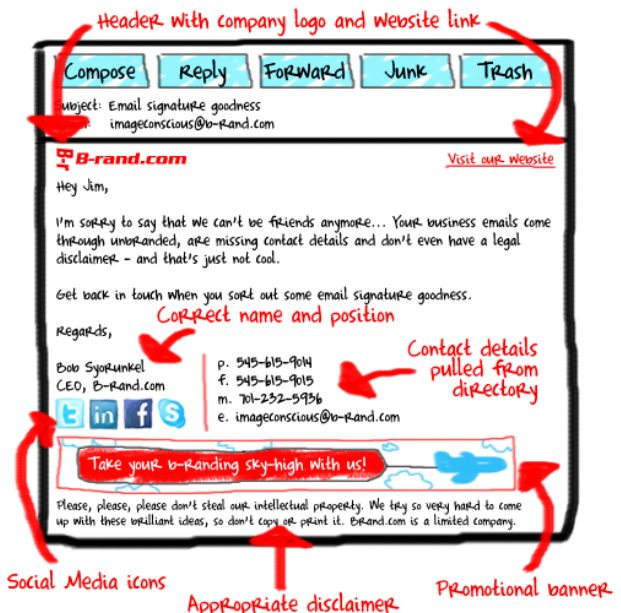 Header with company logo and website link
Compose Reply Forward Junk Trash
Subject: Email signature goodness
imageconscious@b-rand.com
B-rand.com Visit our website
Hey Jim,
I'm sorry to say that we can't be friends anymore... Your business emails come
through unbranded, are missing contact details and don't even have a legal
disclaimer - and that's just not cool.
Get back in touch when you sort out some email signature goodness.
Correct name and position
Regards,
Bob Syorunkel
CEO, B-Rand.com
p. 545-615-9014
f. 545-615-9015
m. 701-232-5936
e. imageconscious@b-rand.com
Contact details
pulled from
directory
Take your b-randing sky-high with us!
Please, please, please don't steal our intellectual property. We try so very hard to come
up with these brilliant ideas, so don't copy or print it. Brand.com is a limited company.
Social Media icons
Appropriate disclaimer
Promotional banner